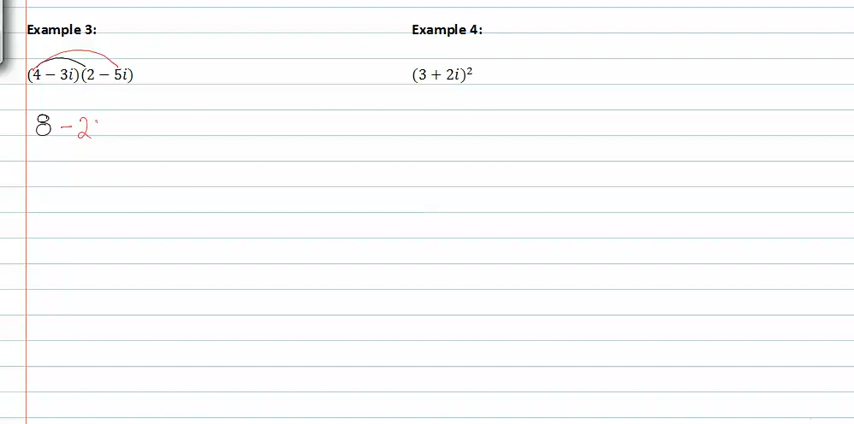 Example 3:
(4 − 3i)(2 − 5i)
8 − 2
Example 4:
(3 + 2i)²